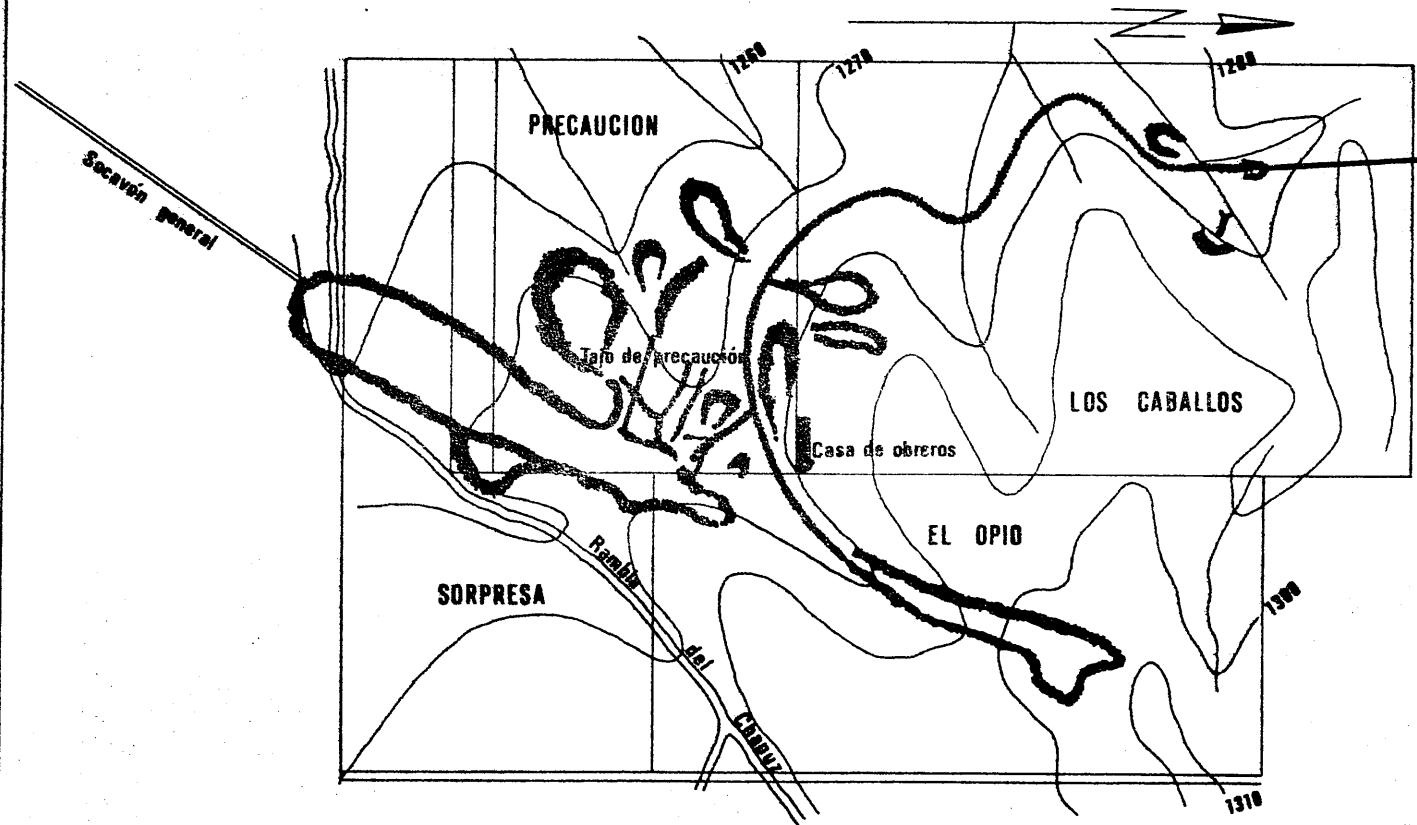 N
1260
1270
1280
PRECAUCION
Socavón general
Tajo de precaución
LOS CABALLOS
Casa de obreros
EL OPIO
Rambla del Chapuz
SORPRESA
1300
1310